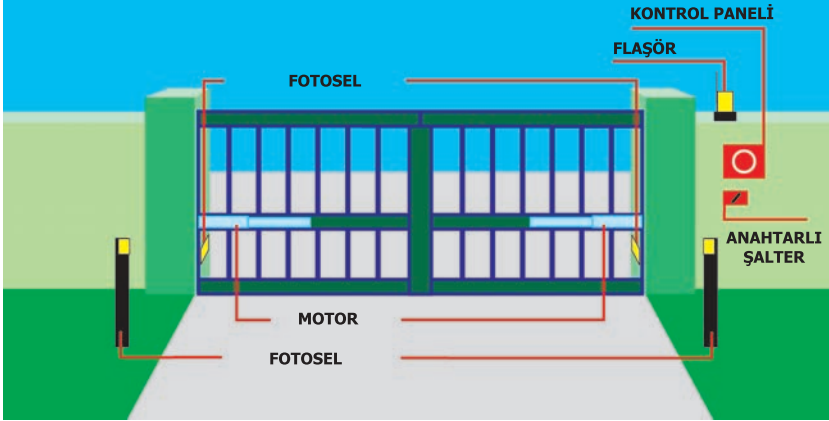 KONTROL PANELİ
FLAŞÖR
FOTOSEL
ANAHTARLI
ŞALTER
MOTOR
FOTOSEL